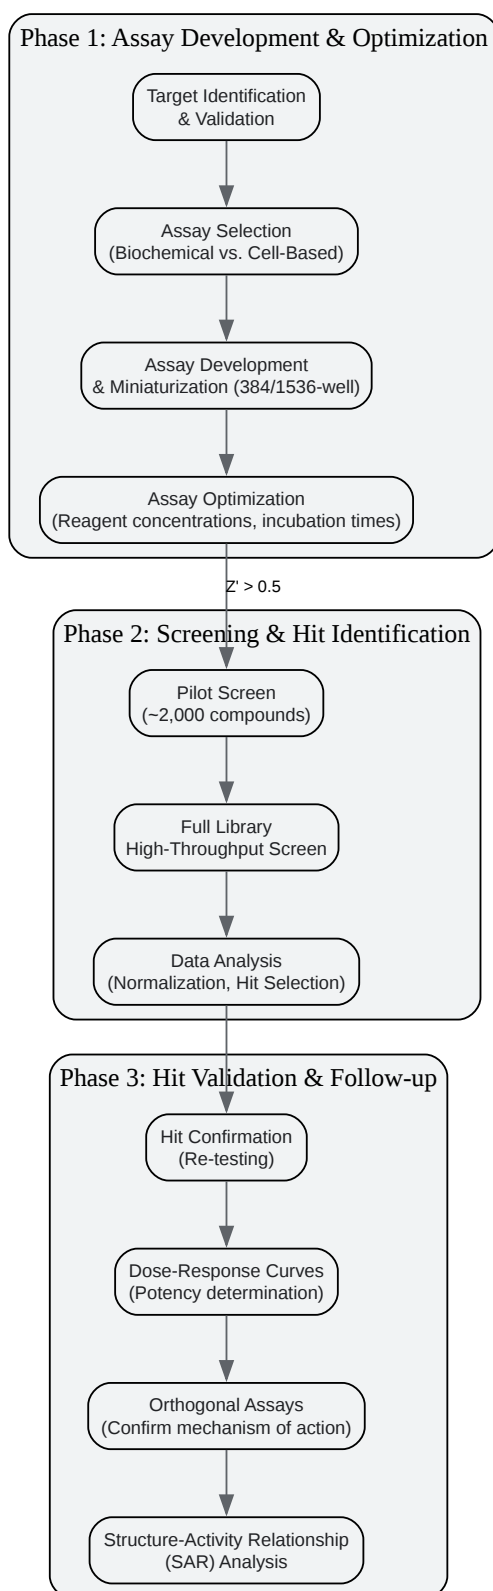 Phase 1: Assay Development & Optimization
Target Identification
& Validation
Assay Selection
(Biochemical vs. Cell-Based)
Assay Development
& Miniaturization (384/1536-well)
Assay Optimization
(Reagent concentrations, incubation times)
Z' > 0.5
Phase 2: Screening & Hit Identification
Pilot Screen
(~2,000 compounds)
Full Library
High-Throughput Screen
Data Analysis
(Normalization, Hit Selection)
Phase 3: Hit Validation & Follow-up
Hit Confirmation
(Re-testing)
Dose-Response Curves
(Potency determination)
Orthogonal Assays
(Confirm mechanism of action)
Structure-Activity Relationship
(SAR) Analysis